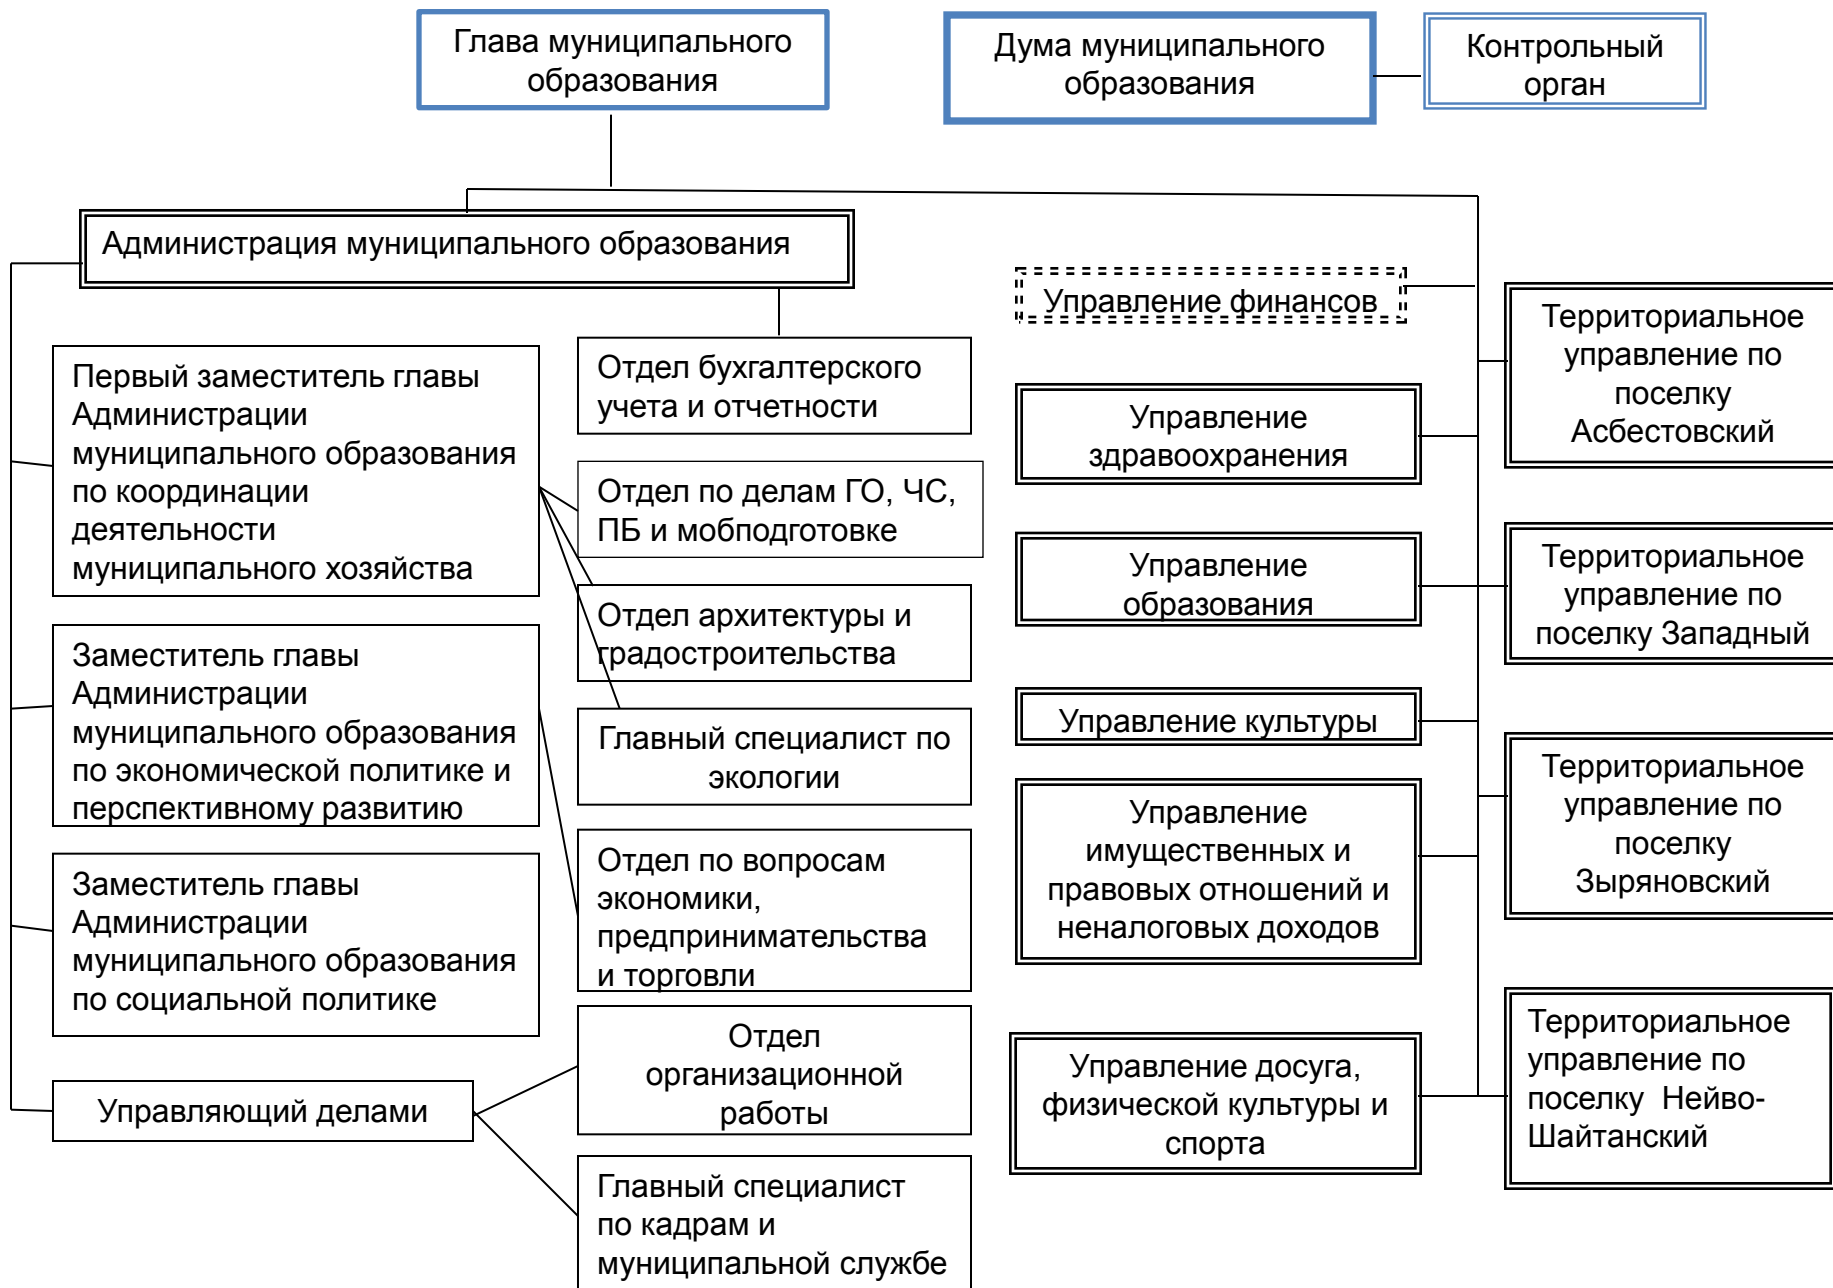 Глава муниципального
образования
Дума муниципального
образования
Контрольный
орган
Администрация муниципального образования
Первый заместитель главы
Администрации
муниципального образования
по координации
деятельности
муниципального хозяйства
Заместитель главы
Администрации
муниципального образования
по экономической политике и
перспективному развитию
Заместитель главы
Администрации
муниципального образования
по социальной политике
Управляющий делами
Отдел бухгалтерского
учета и отчетности
Отдел по делам ГО, ЧС,
ПБ и мобподготовке
Отдел архитектуры и
градостроительства
Главный специалист по
экологии
Отдел по вопросам
экономики,
предпринимательства
и торговли
Отдел
организационной
работы
Главный специалист
по кадрам и
муниципальной службе
Управление финансов
Управление
здравоохранения
Управление
образования
Управление культуры
Управление
имущественных и
правовых отношений и
неналоговых доходов
Управление досуга,
физической культуры и
спорта
Территориальное
управление по
поселку
Асбестовский
Территориальное
управление по
поселку Западный
Территориальное
управление по
поселку
Зыряновский
Территориальное
управление по
поселку Нейво-
Шайтанский